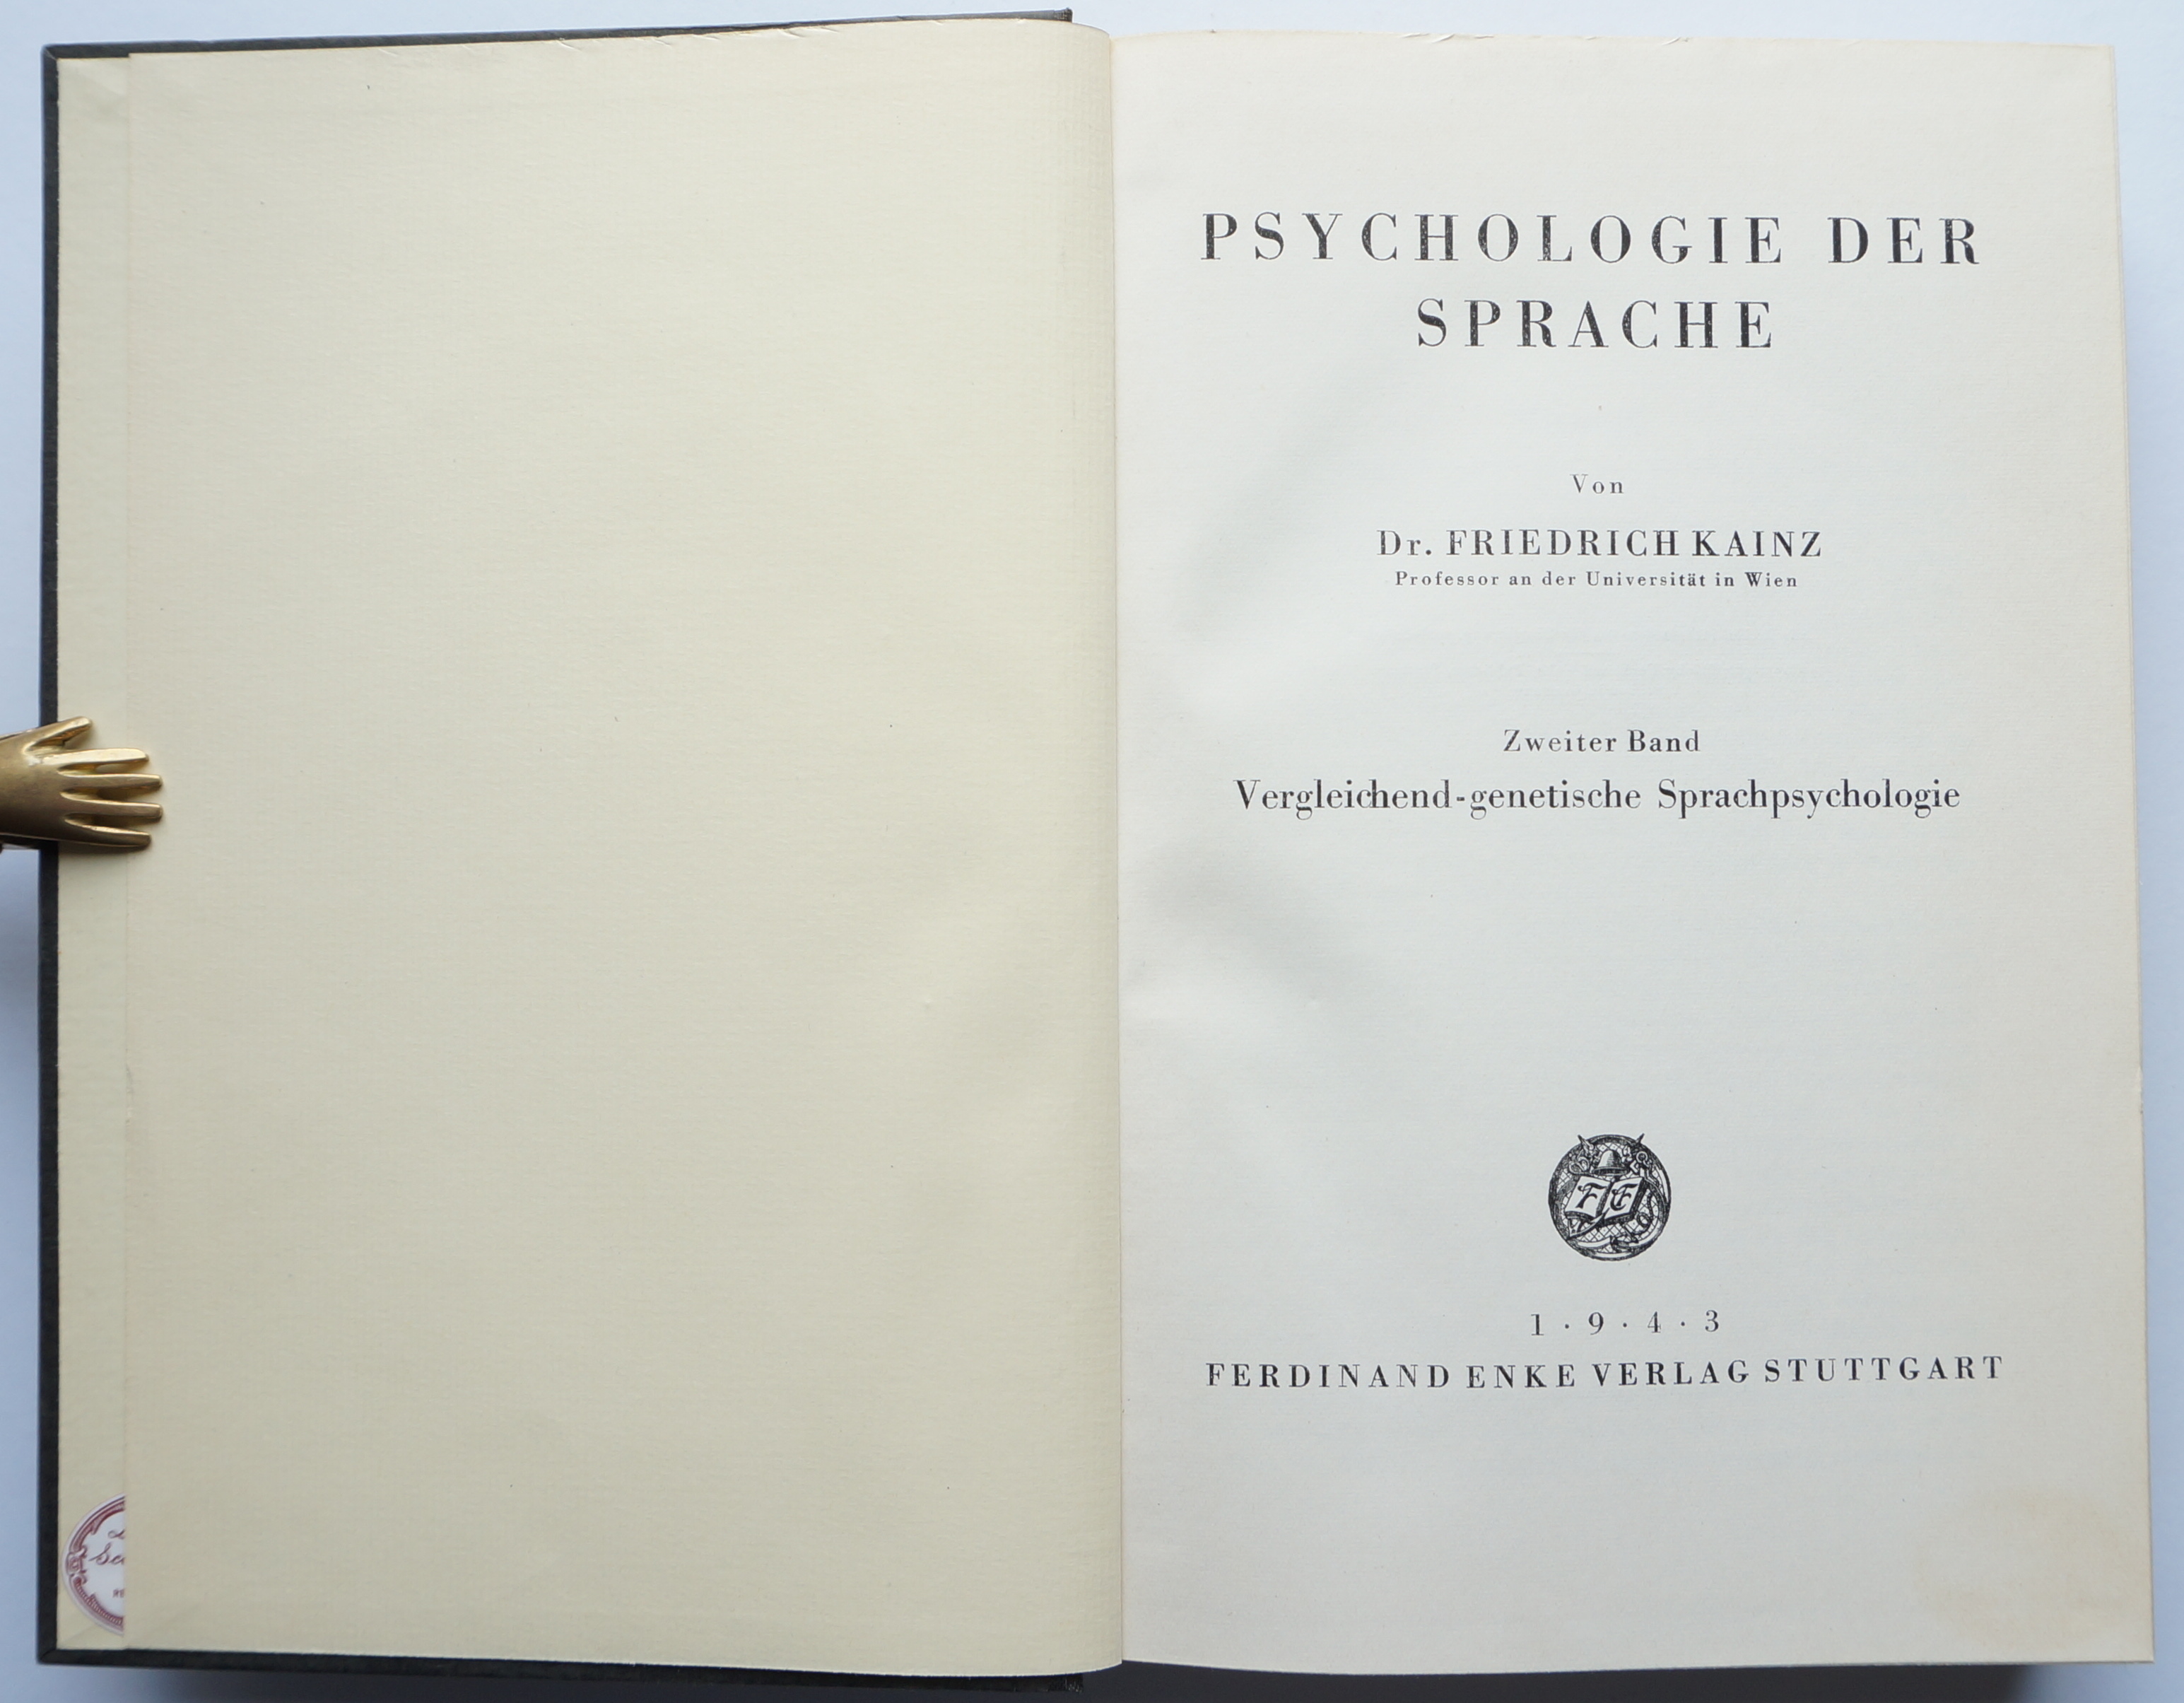 PSYCHOLOGIE DER
SPRACHE
Von
Dr. FRIEDRICH KAINZ
Professor an der Universität in Wien
Zweiter Band
Vergleichend-genetische Sprachpsychologie
F E
1 · 9 · 4 · 3
FERDINAND ENKE VERLAG STUTTGART